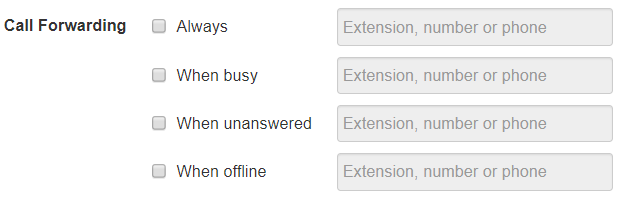 Call Forwarding Always Extension, number or phone
When busy Extension, number or phone
When unanswered Extension, number or phone
When offline Extension, number or phone